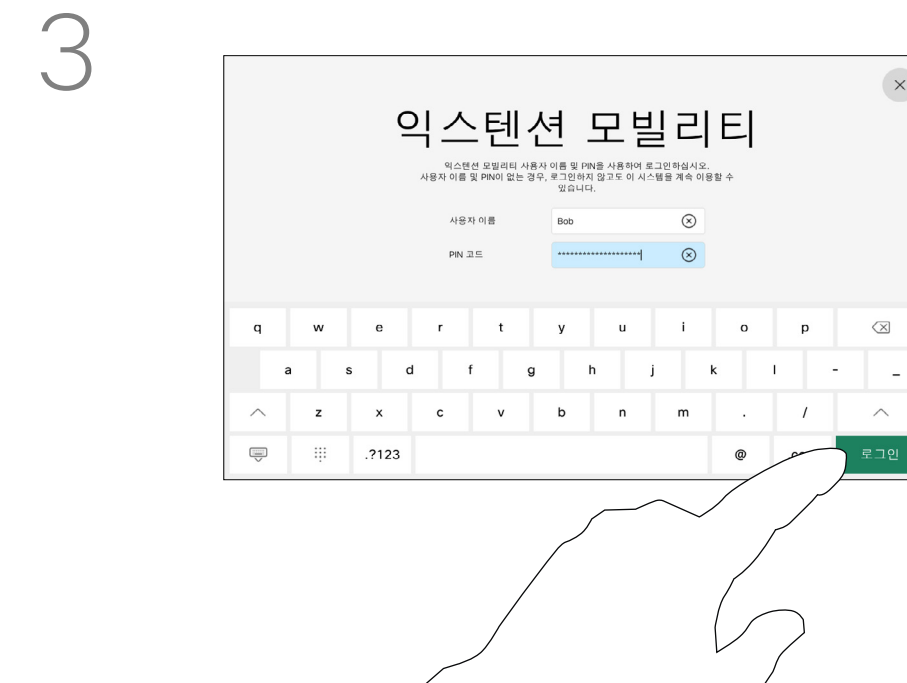 3
익스텐션 모빌리티
익스텐션 모빌리티 사용자 이름 및 PIN을 사용하여 로그인하십시오.
사용자 이름 및 PIN이 없는 경우, 로그인하지 않고도 이 시스템을 계속 이용할 수
있습니다.
사용자 이름 Bob
PIN 코드 ********************
q w e r t y u i o p
a s d f g h j k l - _
z x c v b n m . /
.?123 @ 로그인